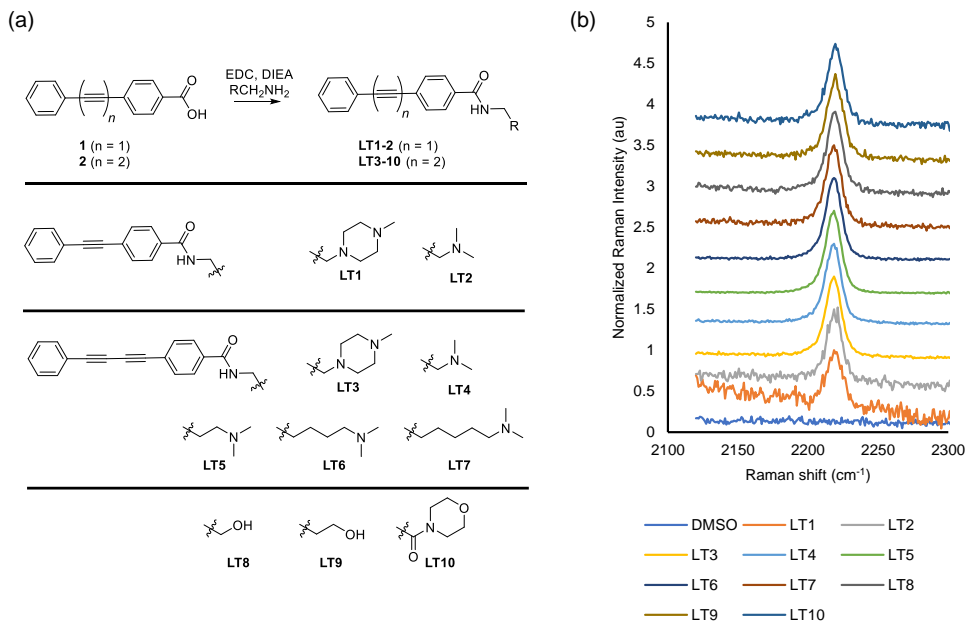 (a)
O
OH
n
EDC, DIEA
RCH2NH2
O
NH
R
n
1 (n = 1)
2 (n = 2)
LT1-2 (n = 1)
LT3-10 (n = 2)
O
HN
N
N
LT1
N
LT2
O
HN
N
N
LT3
N
LT4
N
LT5
N
LT6
N
LT7
OH
LT8
OH
LT9
O
N
O
LT10
(b)
Normalized Raman Intensity (au)
5
4.5
4
3.5
3
2.5
2
1.5
1
0.5
0
2100 2150 2200 2250 2300
Raman shift (cm-1)
DMSO LT1 LT2
LT3 LT4 LT5
LT6 LT7 LT8
LT9 LT10